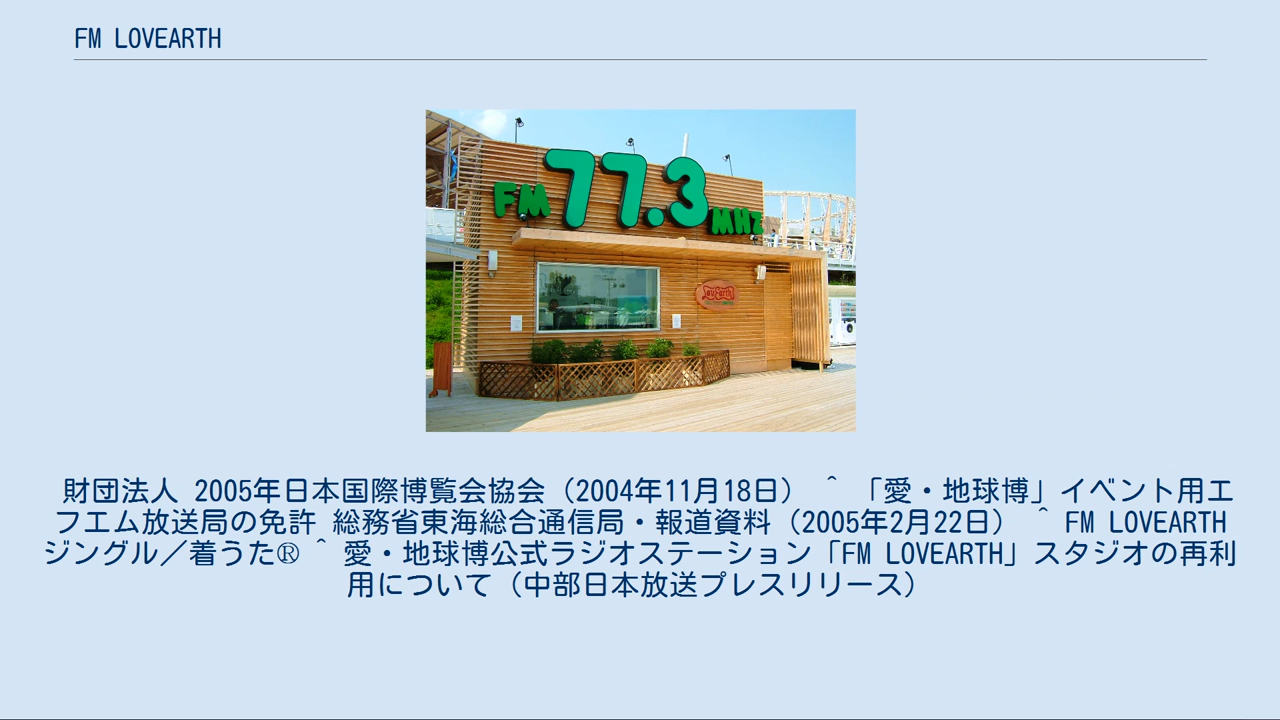 FM LOVEARTH
FM 77.3 MHZ
LovEarth
財団法人 2005年日本国際博覧会協会（2004年11月18日） ^ 「愛・地球博」イベント用エ
フエム放送局の免許 総務省東海総合通信局・報道資料（2005年2月22日） ^ FM LOVEARTH
ジングル／着うた® ^ 愛・地球博公式ラジオステーション「FM LOVEARTH」スタジオの再利
用について（中部日本放送プレスリリース）